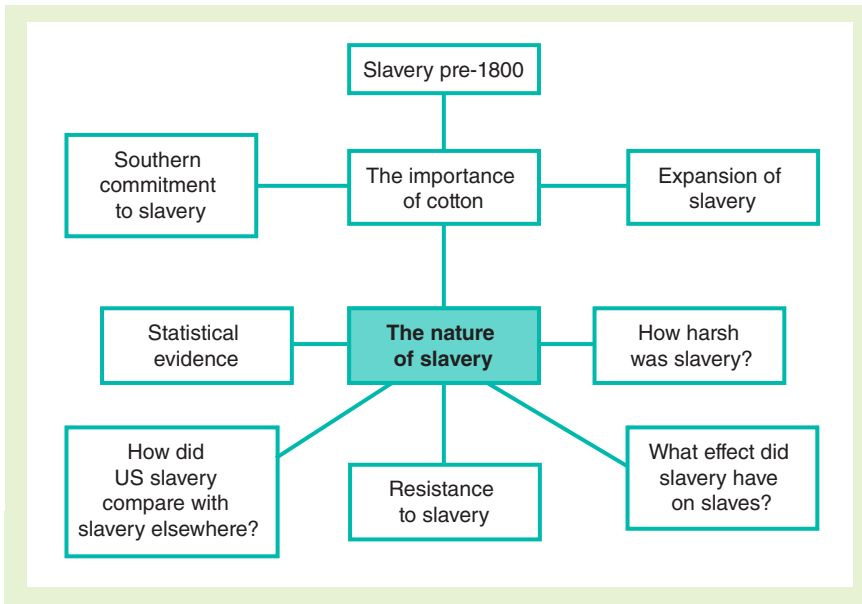 Slavery pre-1800
Southern
commitment
to slavery
The importance
of cotton
Expansion of
slavery
Statistical
evidence
The nature
of slavery
How harsh
was slavery?
How did
US slavery
compare with
slavery elsewhere?
Resistance
to slavery
What effect did
slavery have
on slaves?